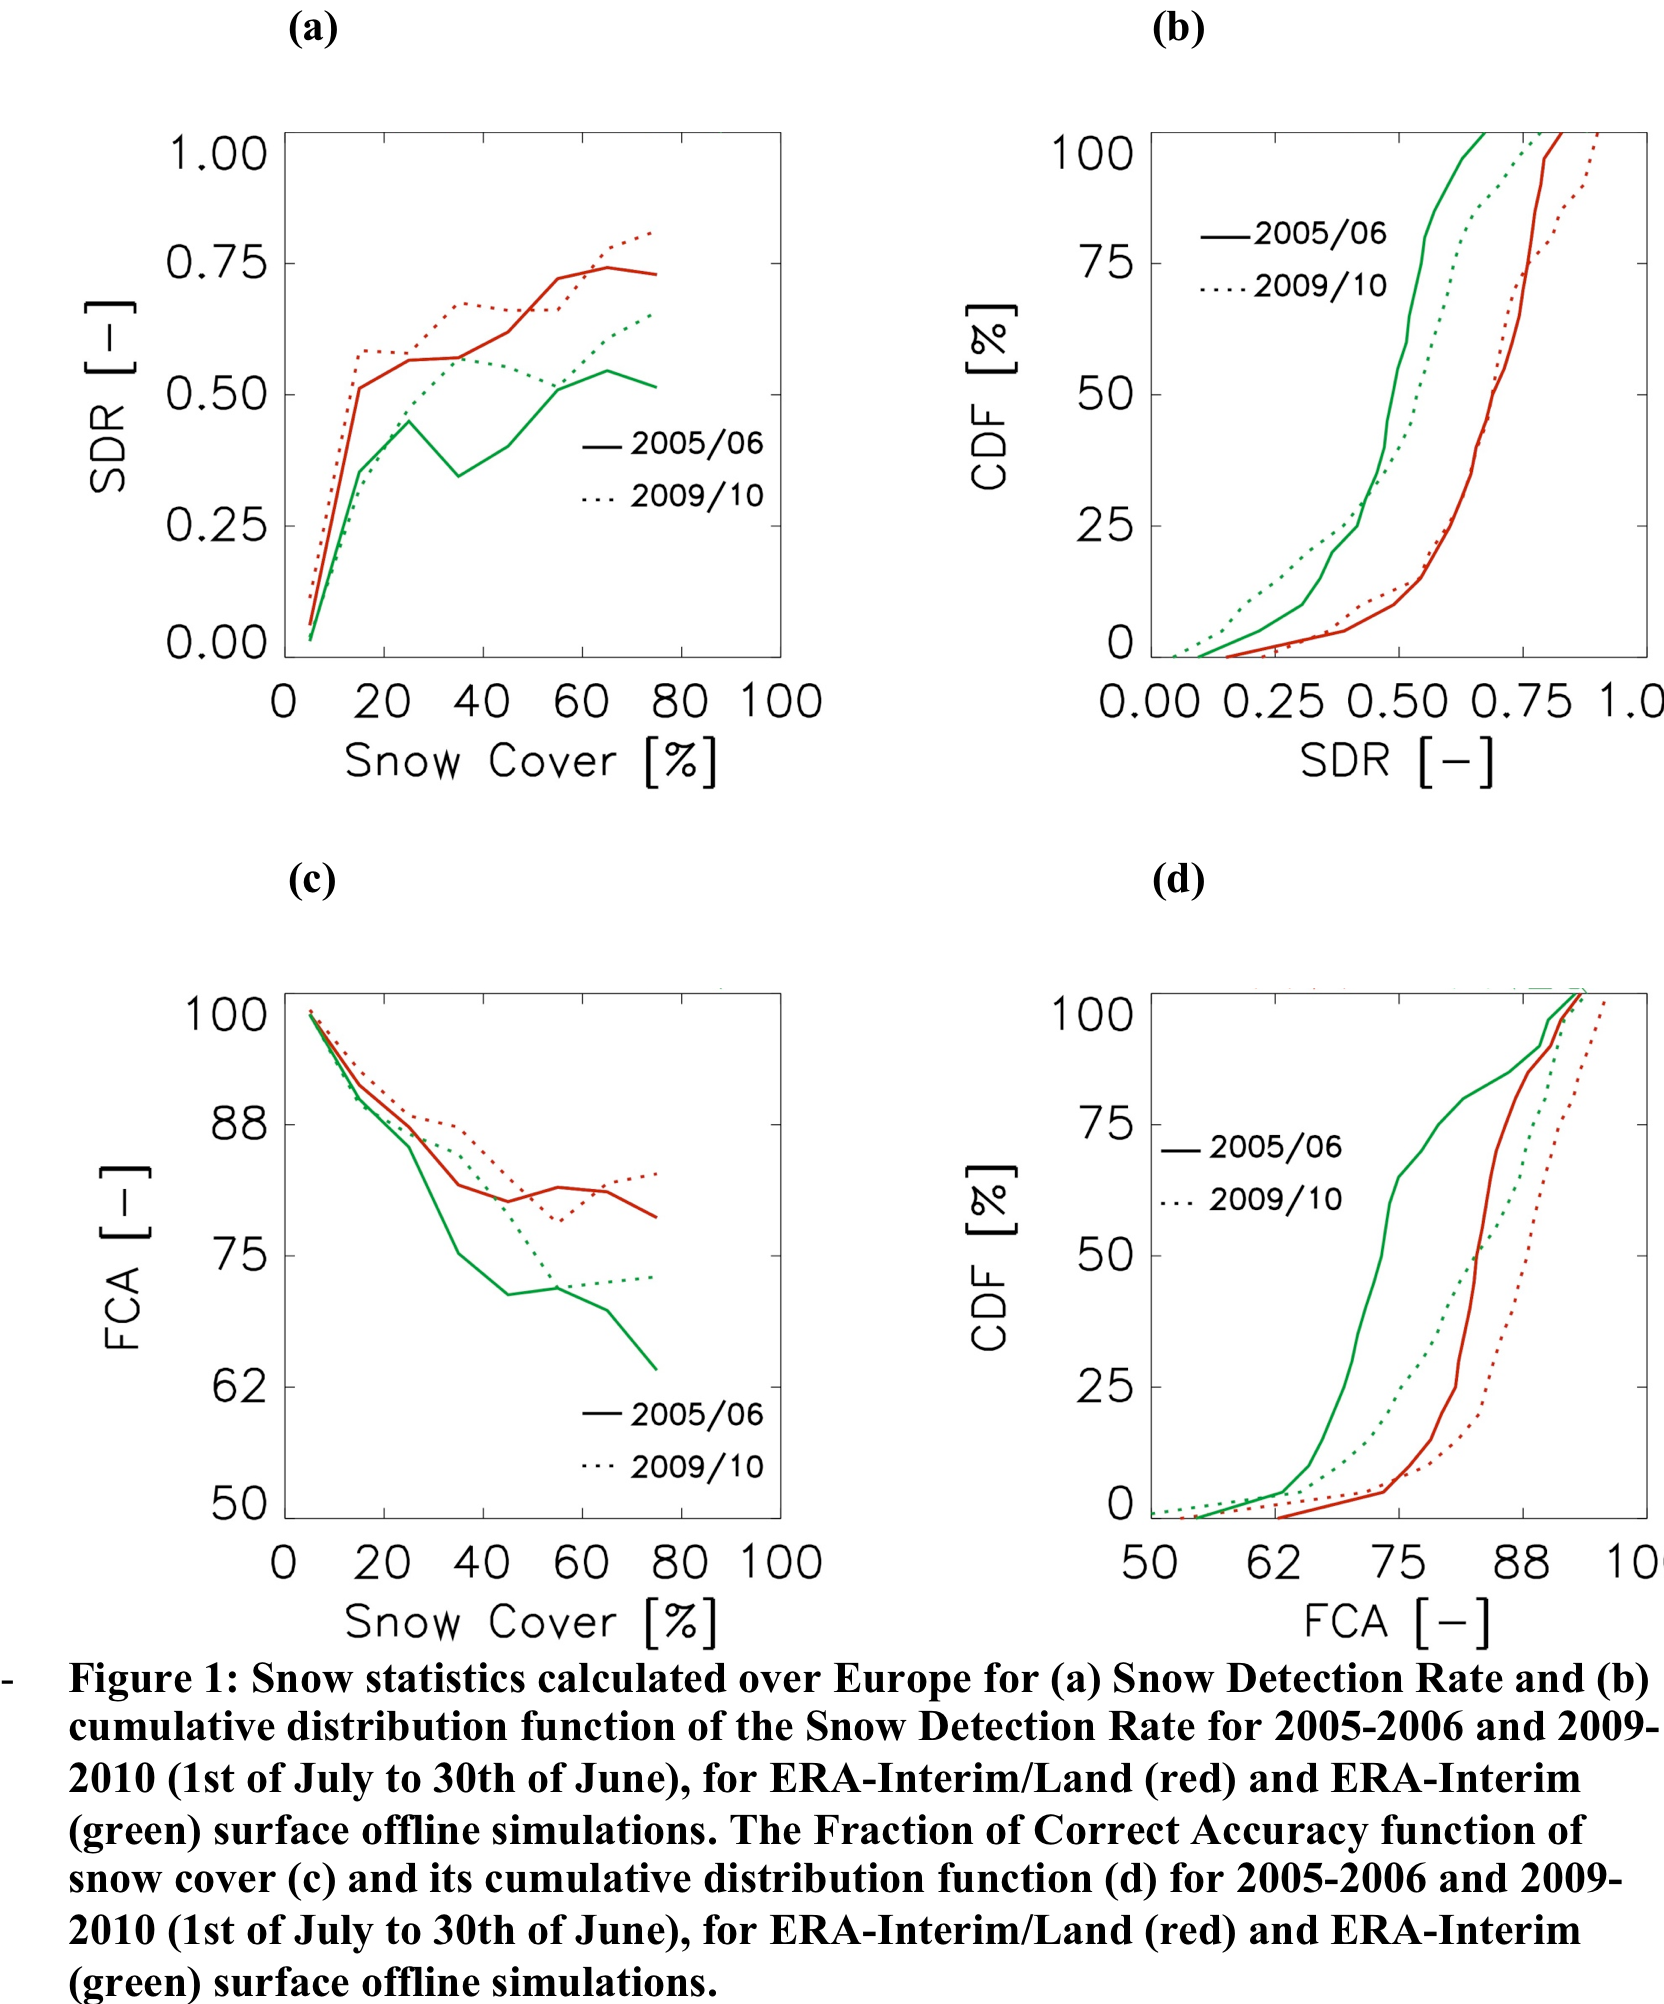 (a)
(b)
1.00
0.75
0.50
0.25
0.00
SDR [-]
2005/06
2009/10
0 20 40 60 80 100
Snow Cover [%]
100
75
50
25
0
CDF [%]
2005/06
2009/10
0.00 0.25 0.50 0.75 1.0
SDR [-]
(c)
(d)
100
88
75
62
50
FCA [-]
2005/06
2009/10
0 20 40 60 80 100
Snow Cover [%]
100
75
50
25
0
CDF [%]
2005/06
2009/10
50 62 75 88 10
FCA [-]
- Figure 1: Snow statistics calculated over Europe for (a) Snow Detection Rate and (b)
cumulative distribution function of the Snow Detection Rate for 2005-2006 and 2009-
2010 (1st of July to 30th of June), for ERA-Interim/Land (red) and ERA-Interim
(green) surface offline simulations. The Fraction of Correct Accuracy function of
snow cover (c) and its cumulative distribution function (d) for 2005-2006 and 2009-
2010 (1st of July to 30th of June), for ERA-Interim/Land (red) and ERA-Interim
(green) surface offline simulations.